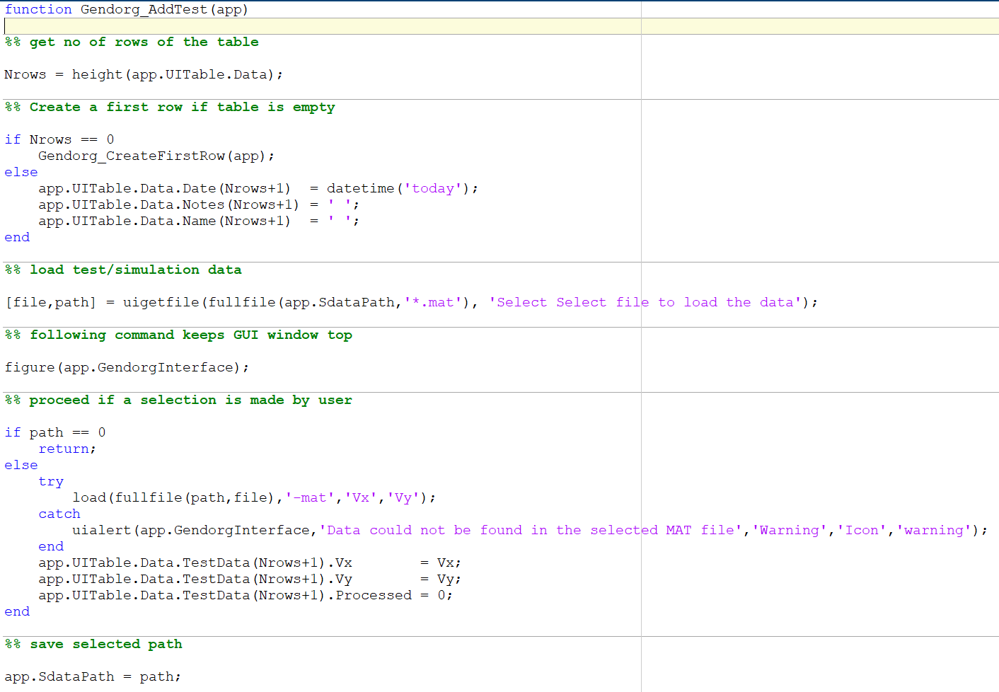 function Gendorg_AddTest(app)
%% get no of rows of the table
Nrows = height(app.UITable.Data);
%% Create a first row if table is empty
if Nrows == 0
    Gendorg_CreateFirstRow(app);
else
    app.UITable.Data.Date(Nrows+1)  = datetime('today');
    app.UITable.Data.Notes(Nrows+1) = ' ';
    app.UITable.Data.Name(Nrows+1)  = ' ';
end
%% load test/simulation data
[file,path] = uigetfile(fullfile(app.SdataPath,'*.mat'), 'Select Select file to load the data');
%% following command keeps GUI window top
figure(app.GendorgInterface);
%% proceed if a selection is made by user
if path == 0
    return;
else
    try
        load(fullfile(path,file),'-mat','Vx','Vy');
    catch
        uialert(app.GendorgInterface,'Data could not be found in the selected MAT file','Warning','Icon','warning');
    end
    app.UITable.Data.TestData(Nrows+1).Vx        = Vx;
    app.UITable.Data.TestData(Nrows+1).Vy        = Vy;
    app.UITable.Data.TestData(Nrows+1).Processed = 0;
end
%% save selected path
app.SdataPath = path;